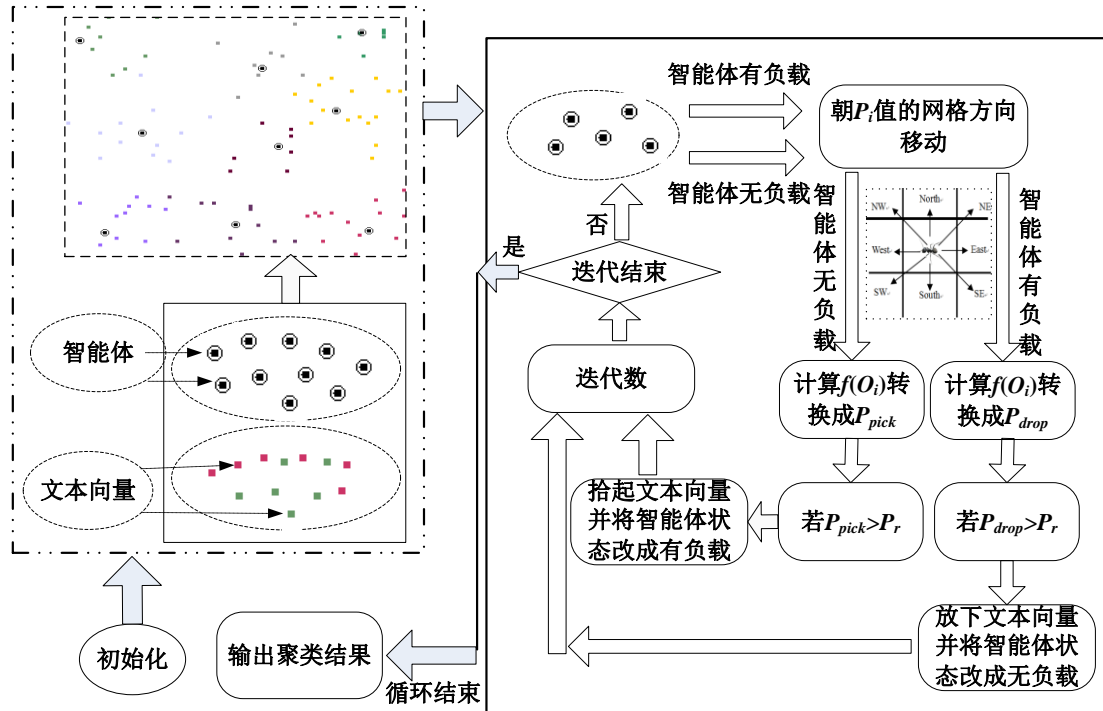 智能体有负载
智能体无负载
朝Pi值的网格方向
移动
智能体无负载
NW
North
NE
West
East
SW
South
SE
智能体有负载
否
是
迭代结束
迭代数
智能体
文本向量
计算f(Oi)转
换成Ppick
计算f(Oi)转
换成Pdrop
拾起文本向量
并将智能体状
态改成有负载
若Ppick>Pr
若Pdrop>Pr
放下文本向量
并将智能体状
态改成无负载
初始化
输出聚类结果
循环结束